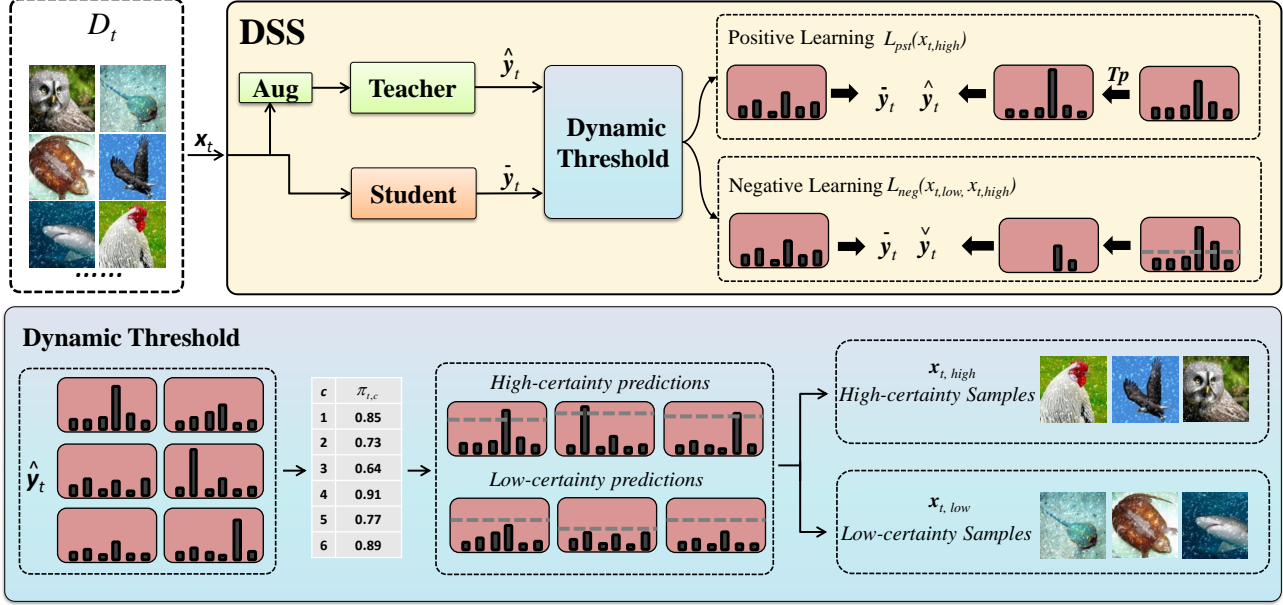 D_t
......
x_t
DSS
Aug
Teacher
ŷ_t
Student
ȳ_t
Dynamic
Threshold
Positive Learning L_pst(x_t,high)
ȳ_t ŷ_t
Tp
Negative Learning L_neg(x_t,low, x_t,high)
ȳ_t y̌_t
Dynamic Threshold
ŷ_t
c π_t,c
1 0.85
2 0.73
3 0.64
4 0.91
5 0.77
6 0.89
High-certainty predictions
Low-certainty predictions
x_t, high
High-certainty Samples
x_t, low
Low-certainty Samples